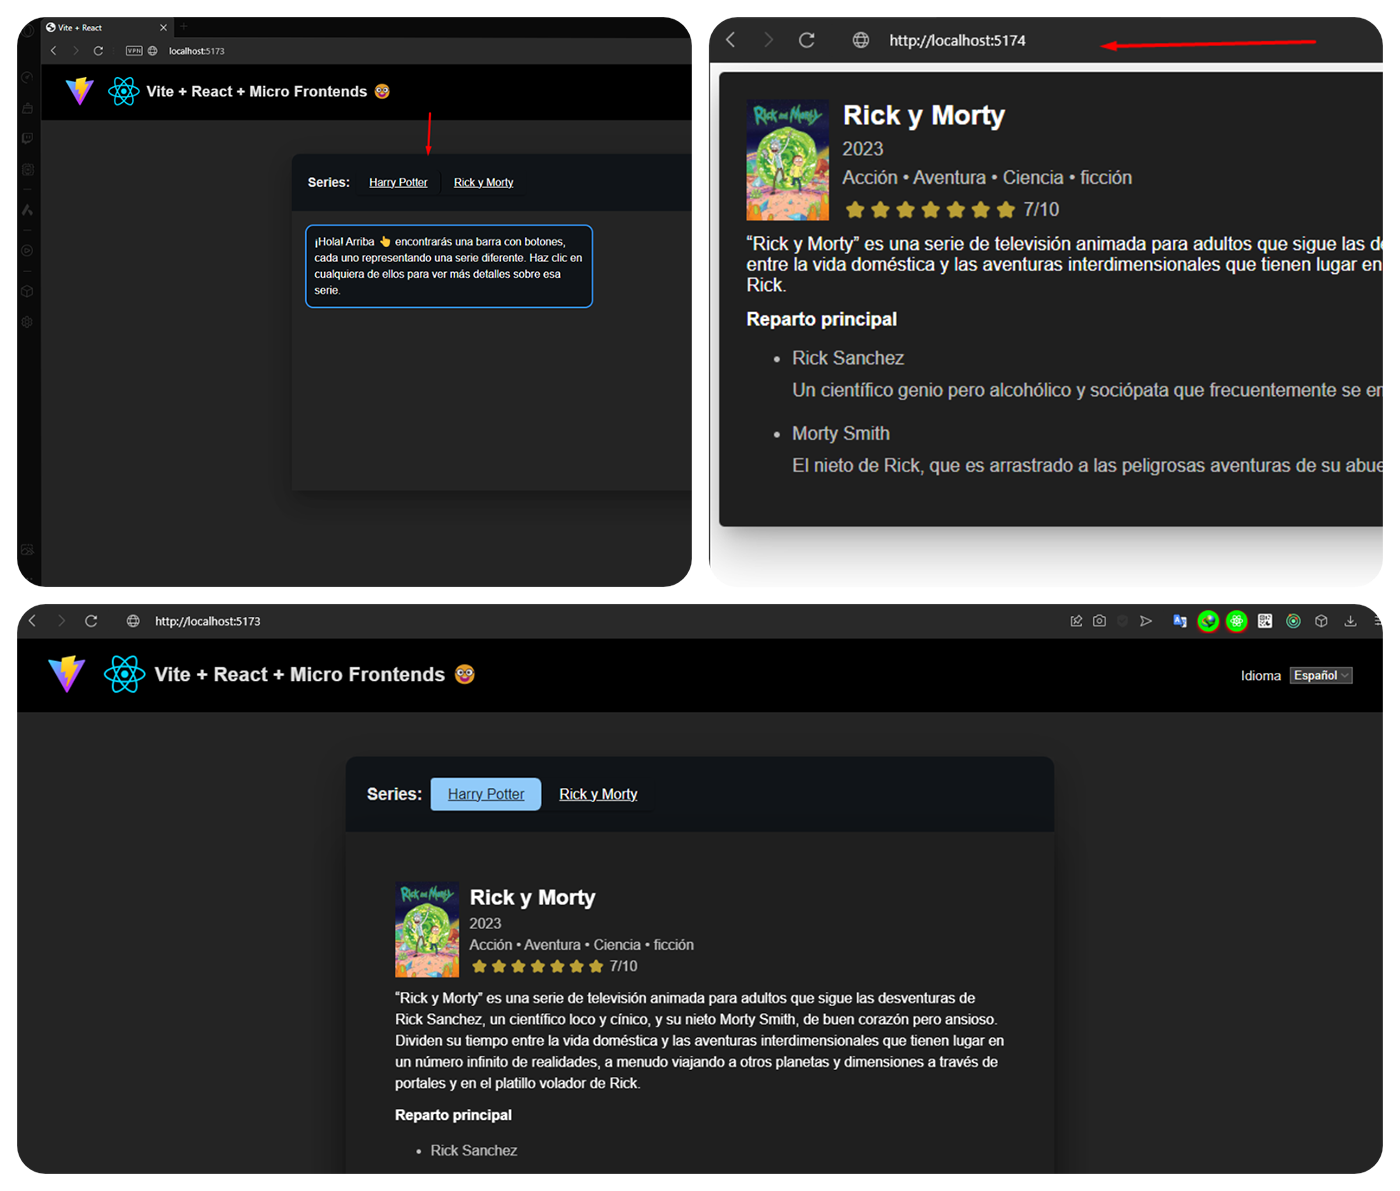 Vite + React
VPN
localhost:5173
Vite + React + Micro Frontends 🤓
Series: Harry Potter Rick y Morty
¡Hola! Arriba 👆 encontrarás una barra con botones,
cada uno representando una serie diferente. Haz clic en
cualquiera de ellos para ver más detalles sobre esa
serie.
http://localhost:5174
Rick and Morty
Rick y Morty
2023
Acción • Aventura • Ciencia • ficción
7/10
“Rick y Morty” es una serie de televisión animada para adultos que sigue las de
entre la vida doméstica y las aventuras interdimensionales que tienen lugar en
Rick.
Reparto principal
• Rick Sanchez
Un científico genio pero alcohólico y sociópata que frecuentemente se en
• Morty Smith
El nieto de Rick, que es arrastrado a las peligrosas aventuras de su abue
http://localhost:5173
Vite + React + Micro Frontends 🤓
Idioma Español
Series: Harry Potter Rick y Morty
Rick and Morty
Rick y Morty
2023
Acción • Aventura • Ciencia • ficción
7/10
“Rick y Morty” es una serie de televisión animada para adultos que sigue las desventuras de
Rick Sanchez, un científico loco y cínico, y su nieto Morty Smith, de buen corazón pero ansioso.
Dividen su tiempo entre la vida doméstica y las aventuras interdimensionales que tienen lugar en
un número infinito de realidades, a menudo viajando a otros planetas y dimensiones a través de
portales y en el platillo volador de Rick.
Reparto principal
• Rick Sanchez